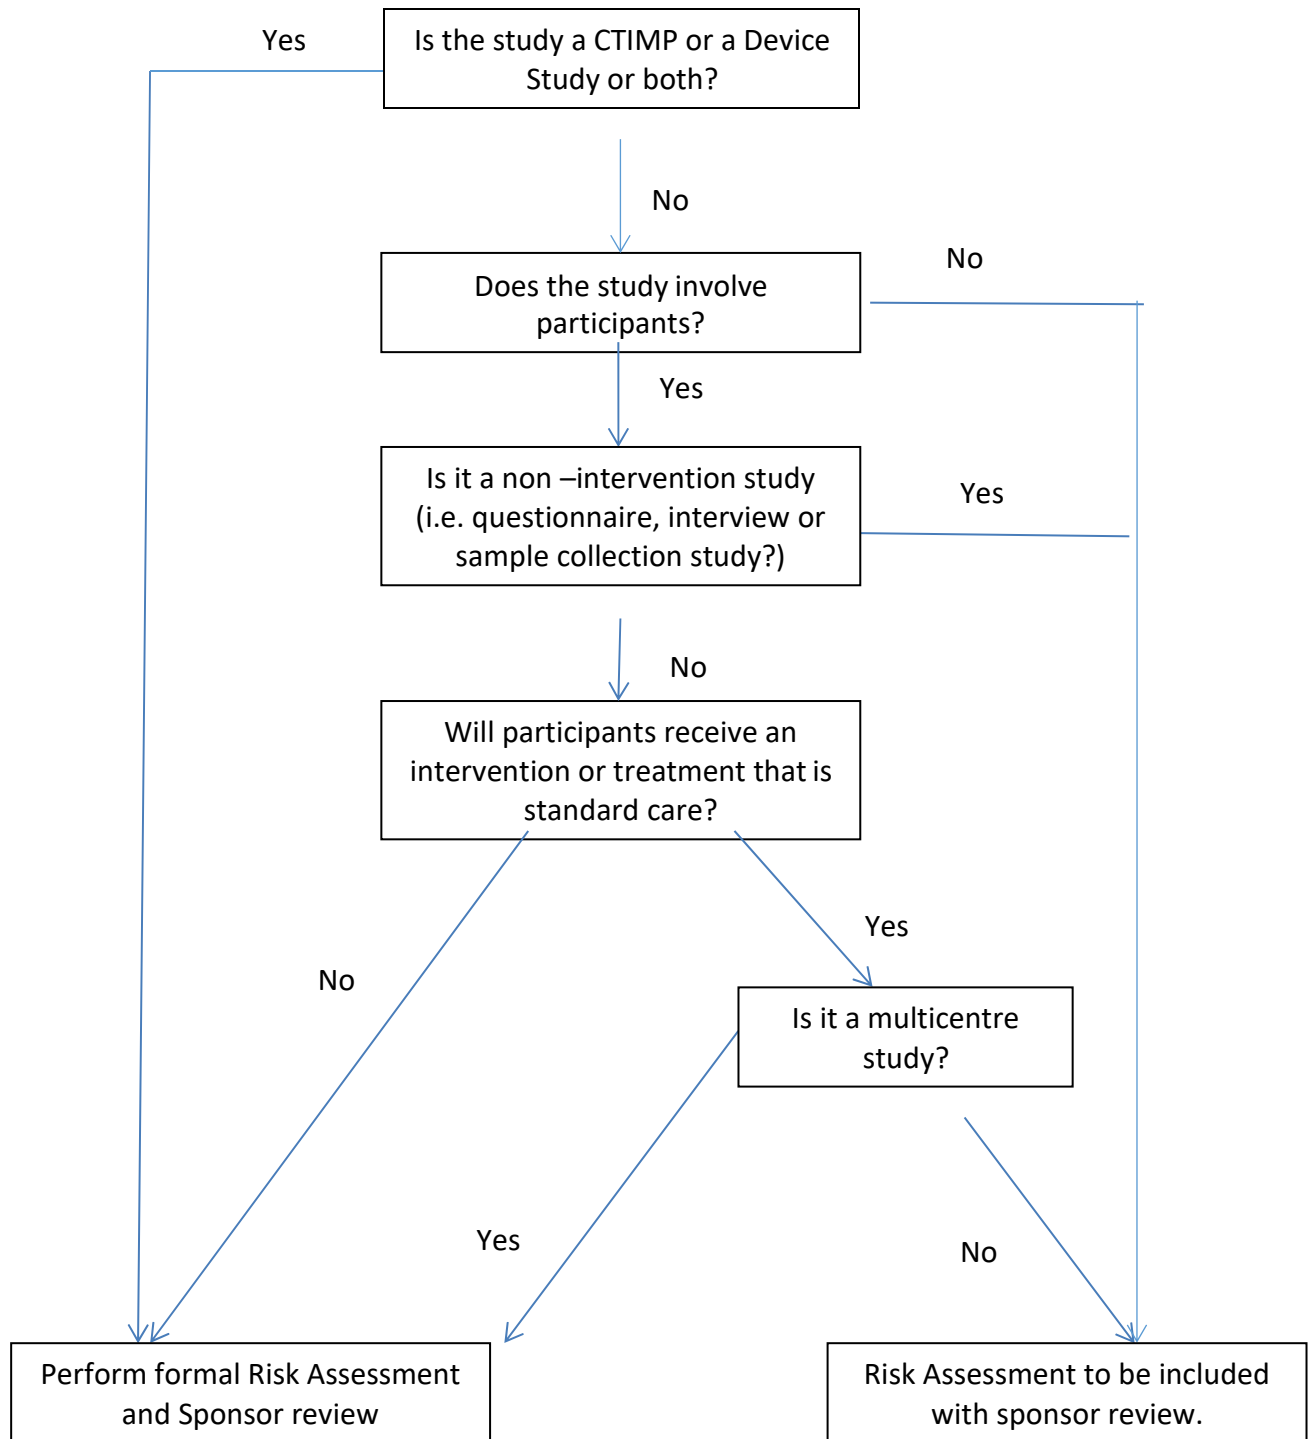 Yes
Is the study a CTIMP or a Device
Study or both?
No
No
Does the study involve
participants?
Yes
Is it a non –intervention study
(i.e. questionnaire, interview or
sample collection study?)
Yes
No
Will participants receive an
intervention or treatment that is
standard care?
Yes
No
Is it a multicentre
study?
Yes
No
Perform formal Risk Assessment
and Sponsor review
Risk Assessment to be included
with sponsor review.